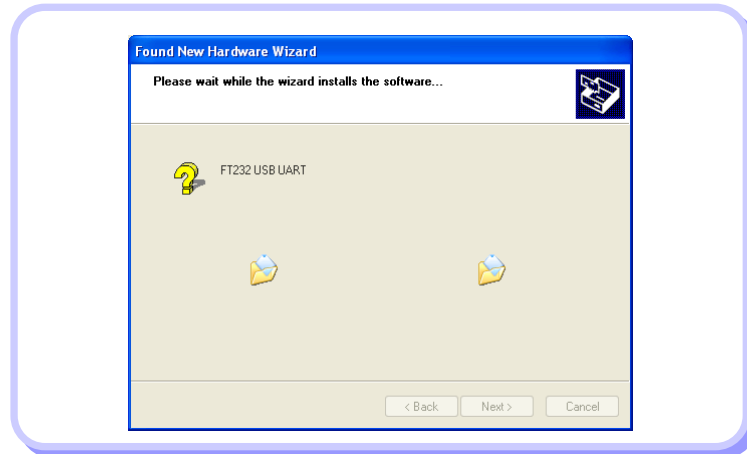 Found New Hardware Wizard
Please wait while the wizard installs the software...
FT232 USB UART
< Back Next > Cancel